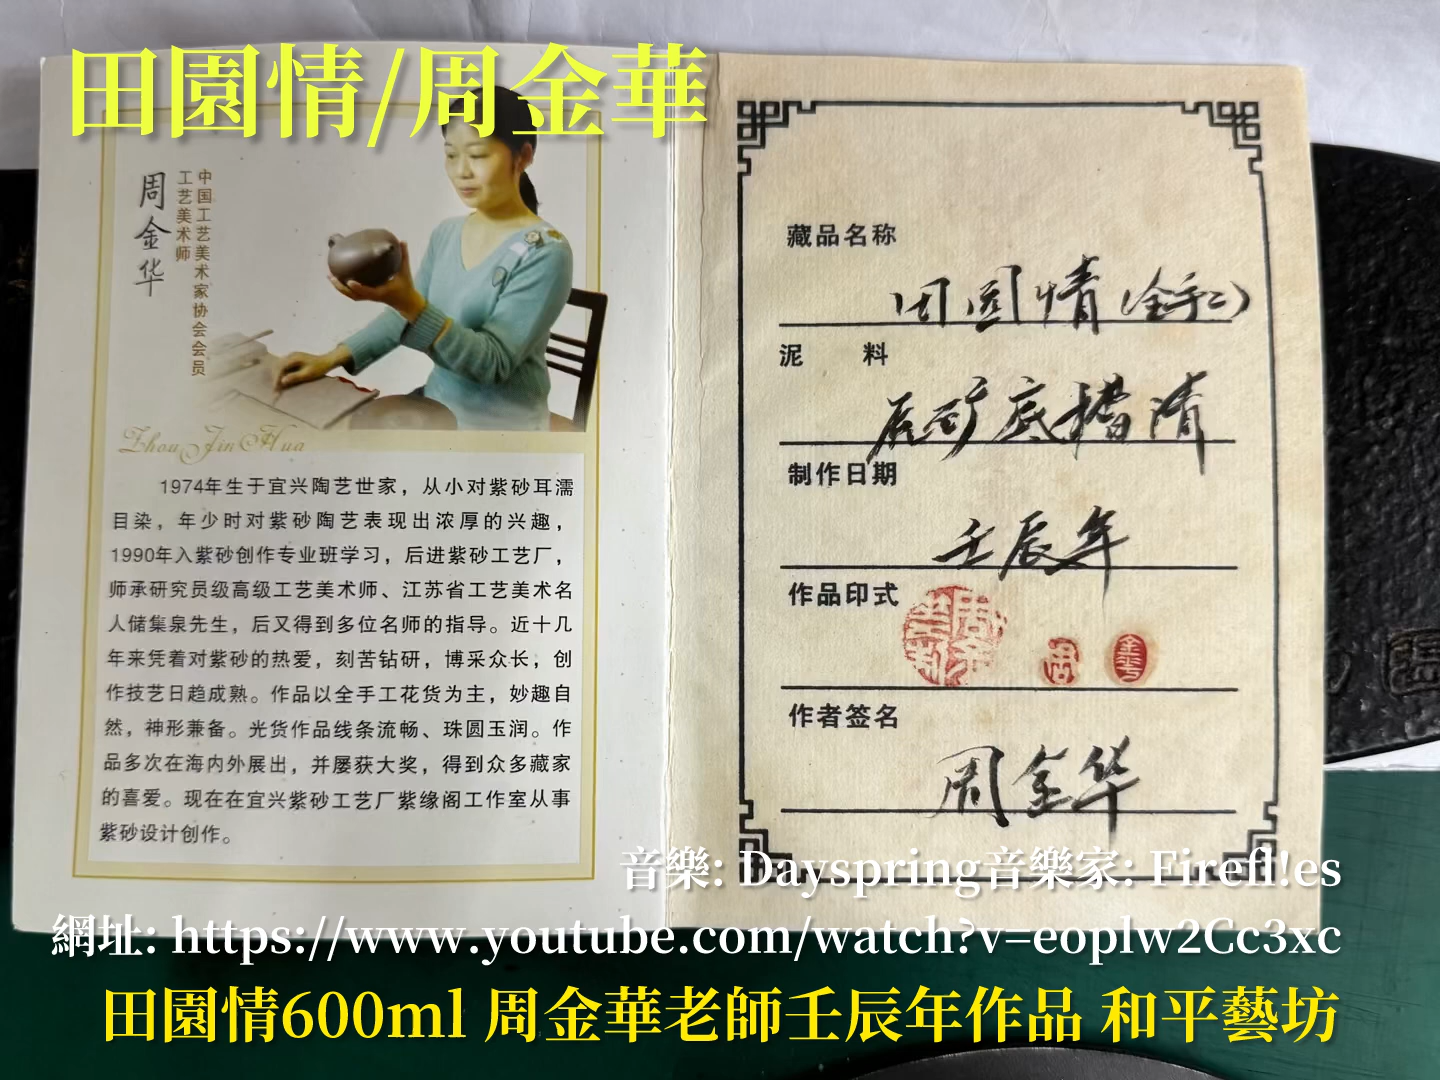 田園情/周金華
周金华
中国工艺美术家协会会员
工艺美术师
Zhou Jin Hua
1974年生于宜兴陶艺世家，从小对紫砂耳濡
目染，年少时对紫砂陶艺表现出浓厚的兴趣，
1990年入紫砂创作专业班学习，后进紫砂工艺厂，
师承研究员级高级工艺美术师、江苏省工艺美术名
人储集泉先生，后又得到多位名师的指导。近十几
年来凭着对紫砂的热爱，刻苦钻研，博采众长，创
作技艺日趋成熟。作品以全手工花货为主，妙趣自
然，神形兼备。光货作品线条流畅、珠圆玉润。作
品多次在海内外展出，并屡获大奖，得到众多藏家
的喜爱。现在在宜兴紫砂工艺厂紫缘阁工作室从事
紫砂设计创作。
藏品名称
田园情（全手工）
泥 料
底槽清
制作日期
壬辰年
作品印式
周
金华
作者签名
周金华
音樂: Dayspring音樂家: Firefl!es
網址: https://www.youtube.com/watch?v=eoplw2Cc3xc
田園情600ml 周金華老師壬辰年作品 和平藝坊